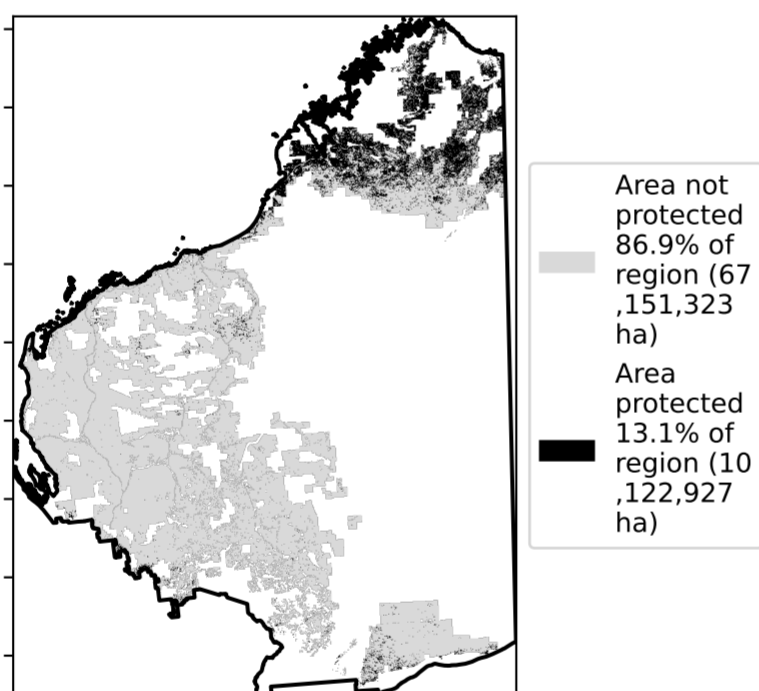 Area not
protected
86.9% of
region (67
,151,323
ha)
Area
protected
13.1% of
region (10
,122,927
ha)